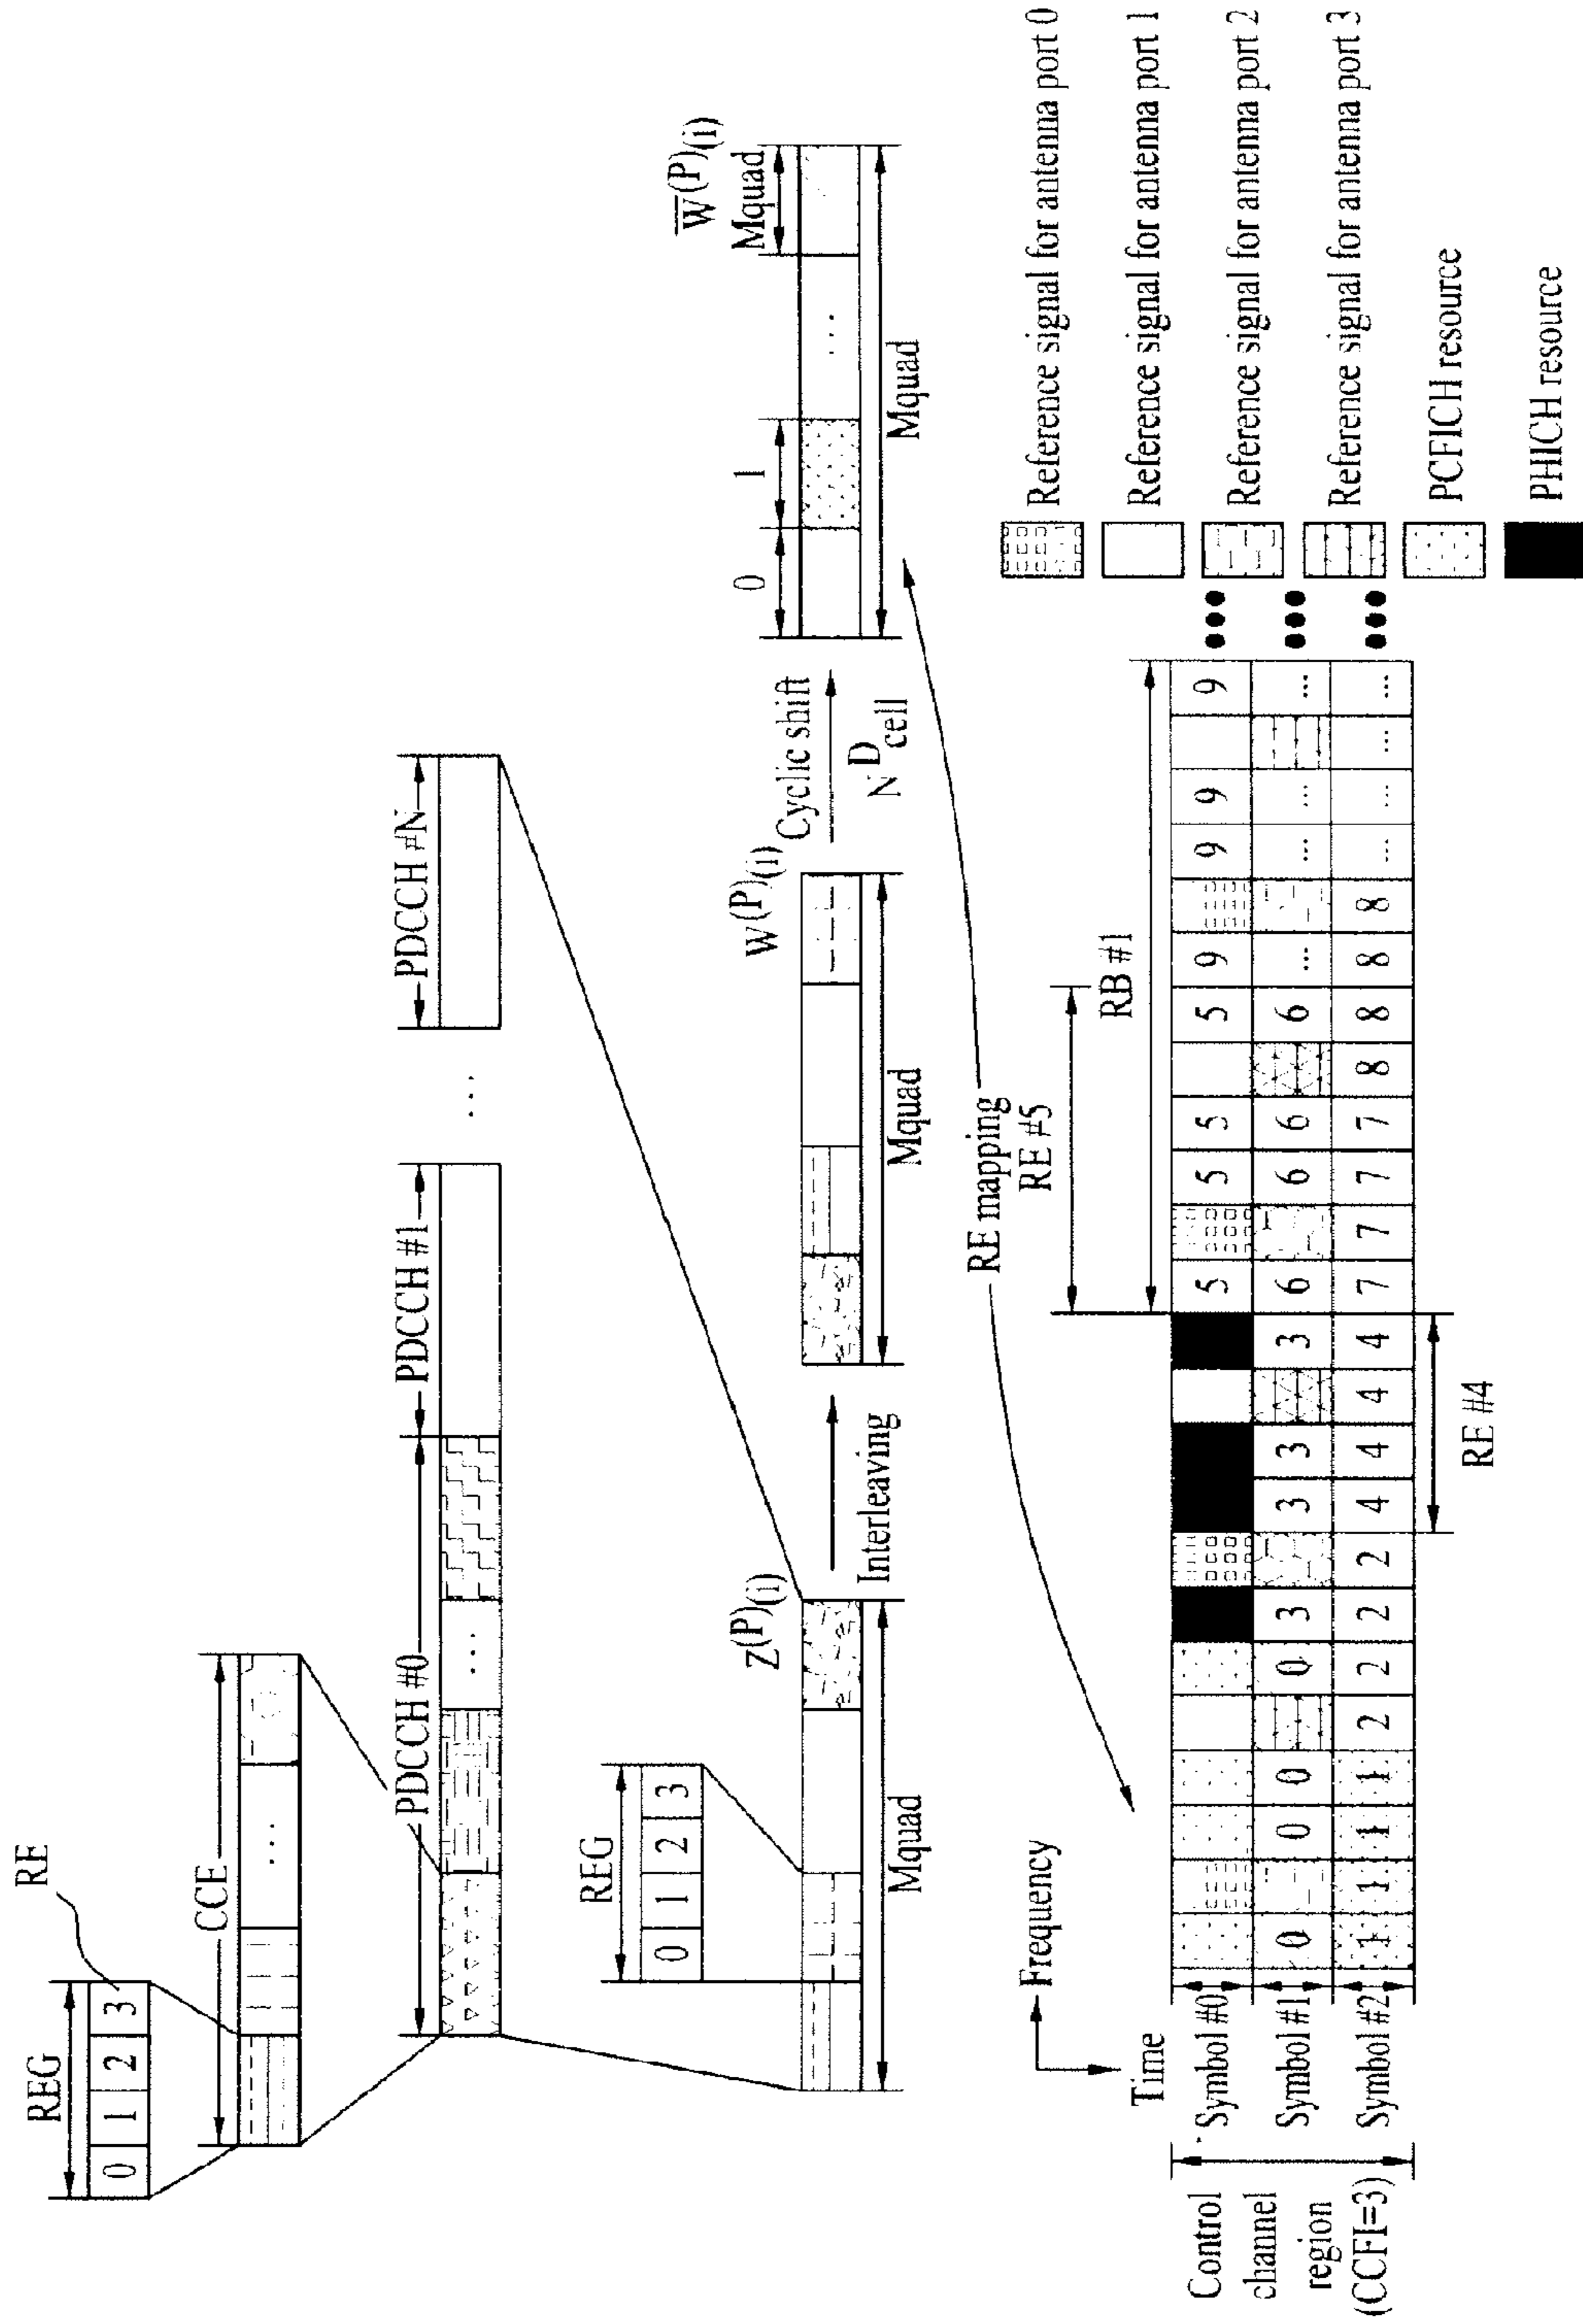 REG
RE
0 1 2 3
CCE
...
PDCCH #0 PDCCH #1 PDCCH #N
... ...
REG
0 1 2 3
Z(P)(i)
Mquad
Interleaving
W(P)(i)
Mquad
Cyclic shift
N D cell
0 1
W̅(P)(i)
Mquad
...
Mquad
RE mapping
Frequency
Time
RE #5
RB #1
Control channel region (CCFI=3)
Symbol #0 5 5 5 5 9 9 9 9 •••
Symbol #1 0 0 0 0 3 3 3 3 6 6 6 6 ... ... ... ... •••
Symbol #2 1 1 1 1 2 2 2 2 4 4 4 4 7 7 7 7 8 8 8 8 ... ... ... ... •••
RE #4
Reference signal for antenna port 0
Reference signal for antenna port 1
Reference signal for antenna port 2
Reference signal for antenna port 3
PCFICH resource
PHICH resource